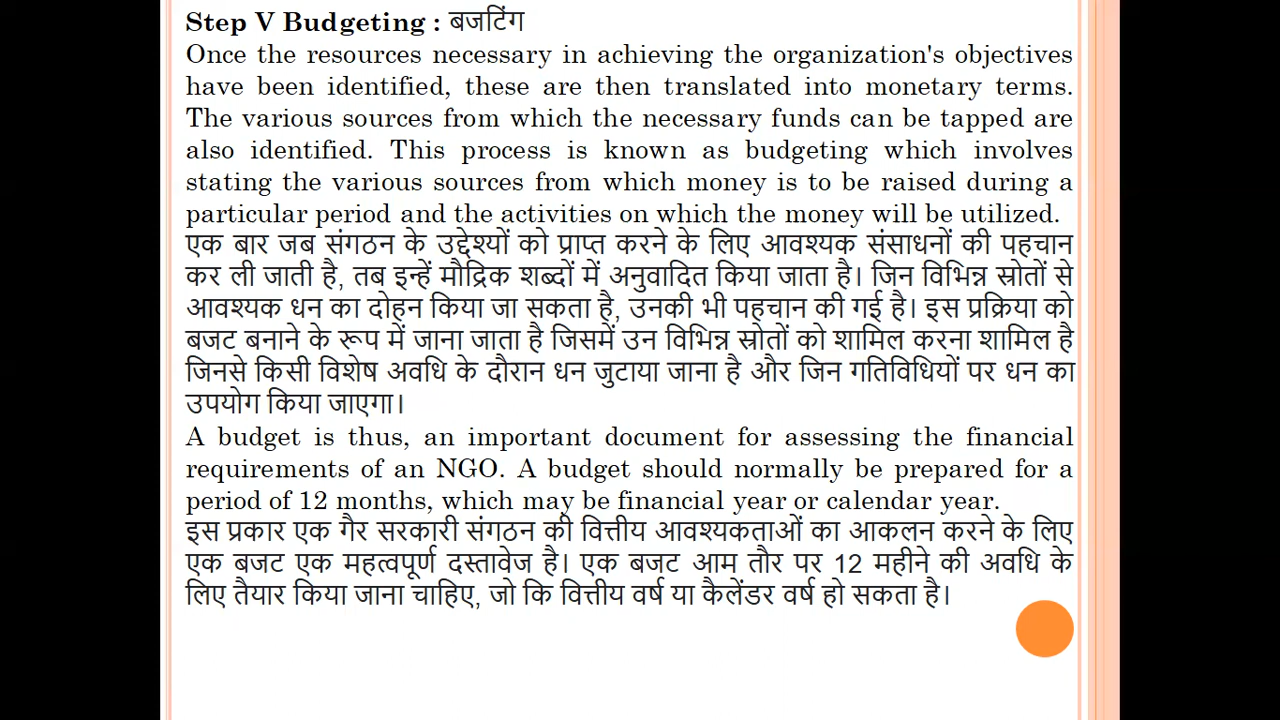 Step V Budgeting : बजटिंग
Once the resources necessary in achieving the organization's objectives
have been identified, these are then translated into monetary terms.
The various sources from which the necessary funds can be tapped are
also identified. This process is known as budgeting which involves
stating the various sources from which money is to be raised during a
particular period and the activities on which the money will be utilized.
एक बार जब संगठन के उद्देश्यों को प्राप्त करने के लिए आवश्यक संसाधनों की पहचान
कर ली जाती है, तब इन्हें मौद्रिक शब्दों में अनुवादित किया जाता है। जिन विभिन्न स्रोतों से
आवश्यक धन का दोहन किया जा सकता है, उनकी भी पहचान की गई है। इस प्रक्रिया को
बजट बनाने के रूप में जाना जाता है जिसमें उन विभिन्न स्रोतों को शामिल करना शामिल है
जिनसे किसी विशेष अवधि के दौरान धन जुटाया जाना है और जिन गतिविधियों पर धन का
उपयोग किया जाएगा।
A budget is thus, an important document for assessing the financial
requirements of an NGO. A budget should normally be prepared for a
period of 12 months, which may be financial year or calendar year.
इस प्रकार एक गैर सरकारी संगठन की वित्तीय आवश्यकताओं का आकलन करने के लिए
एक बजट एक महत्वपूर्ण दस्तावेज है। एक बजट आम तौर पर 12 महीने की अवधि के
लिए तैयार किया जाना चाहिए, जो कि वित्तीय वर्ष या कैलेंडर वर्ष हो सकता है।